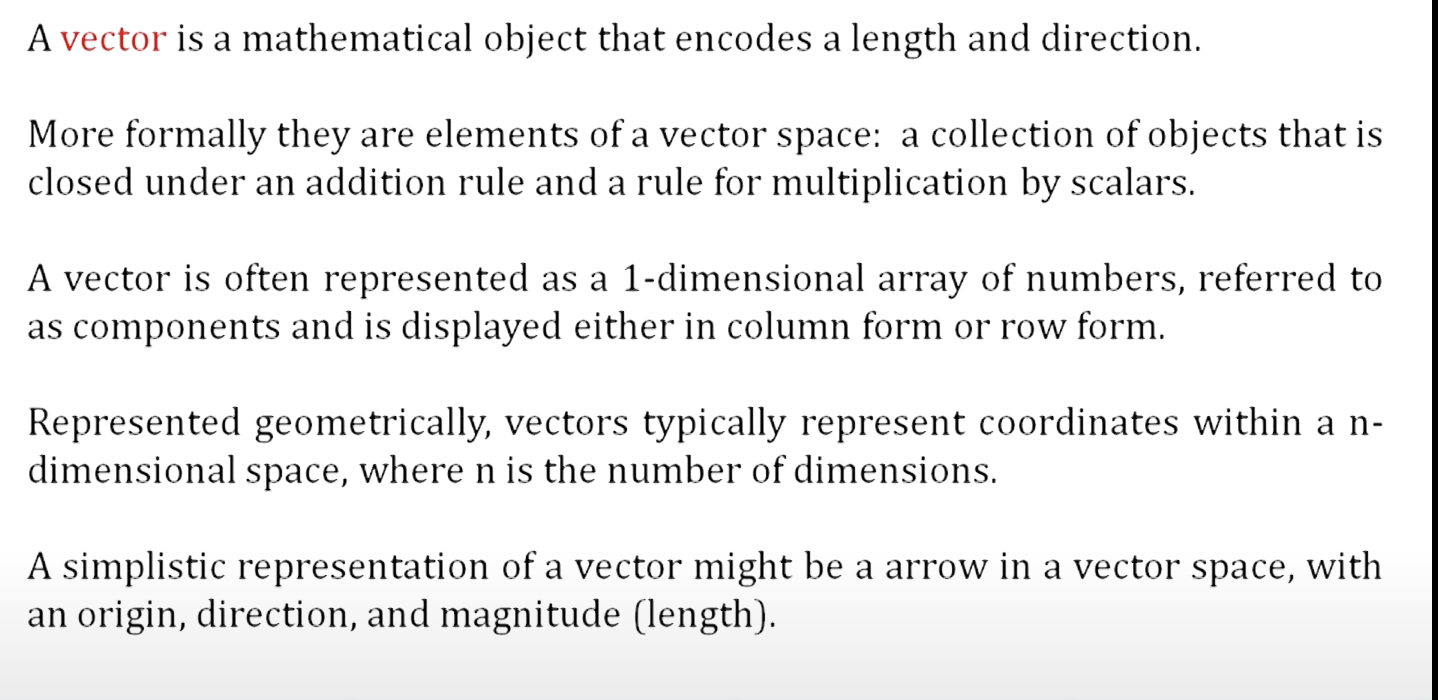 A vector is a mathematical object that encodes a length and direction.
More formally they are elements of a vector space: a collection of objects that is
closed under an addition rule and a rule for multiplication by scalars.
A vector is often represented as a 1-dimensional array of numbers, referred to
as components and is displayed either in column form or row form.
Represented geometrically, vectors typically represent coordinates within a n-
dimensional space, where n is the number of dimensions.
A simplistic representation of a vector might be a arrow in a vector space, with
an origin, direction, and magnitude (length).